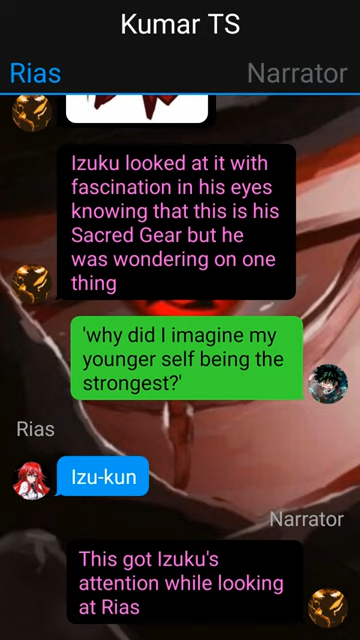 Kumar TS
Rias
Narrator
Izuku looked at it with
fascination in his eyes
knowing that this is his
Sacred Gear but he
was wondering on one
thing
'why did I imagine my
younger self being the
strongest?'
Rias
Izu-kun
Narrator
This got Izuku's
attention while looking
at Rias